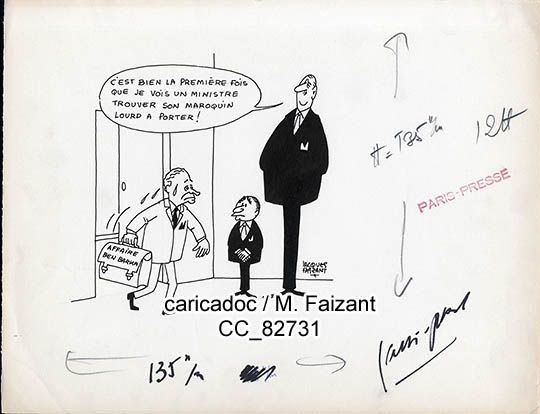 C'EST BIEN LA PREMIÈRE FOIS
QUE JE VOIS UN MINISTRE
TROUVER SON MAROQUIN
LOURD A PORTER!
AFFAIRE
BEN BARKA
JACQUES
FAIZANT
PARIS-PRESSE
caricadoc / M. Faizant
CC_82731
135 m/m